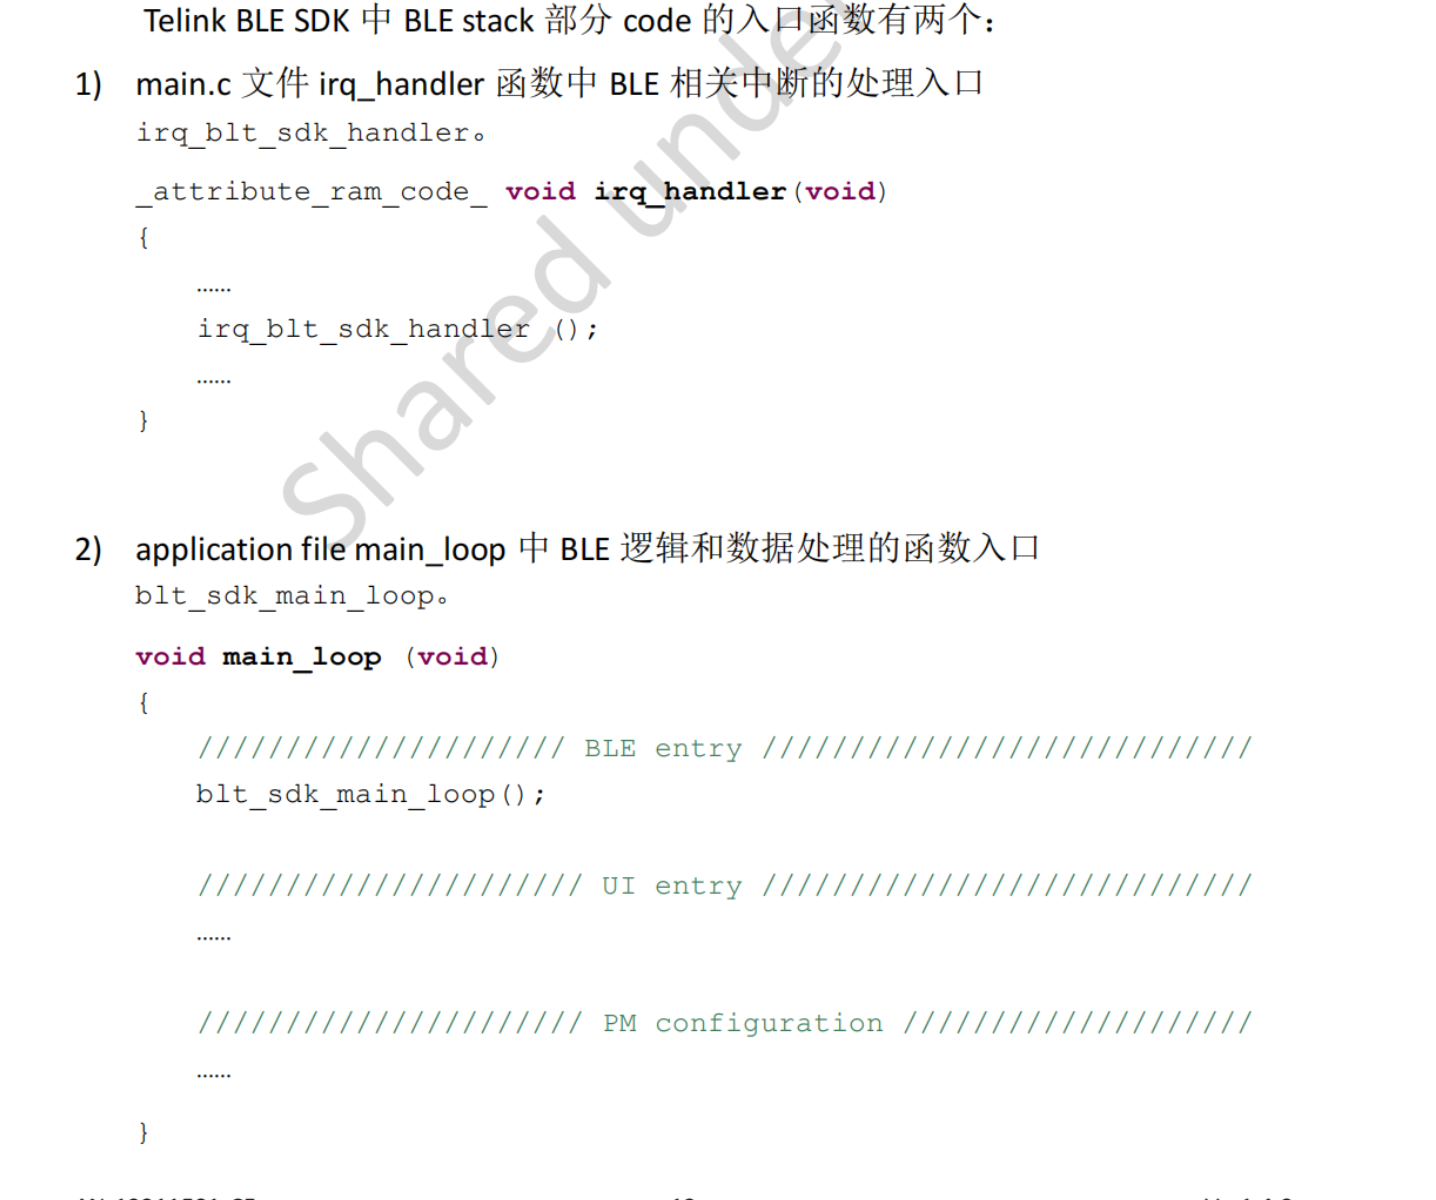 Telink BLE SDK 中 BLE stack 部分 code 的入口函数有两个：
1) main.c 文件 irq_handler 函数中 BLE 相关中断的处理入口
irq_blt_sdk_handler。
_attribute_ram_code_ void irq_handler(void)
{
……
irq_blt_sdk_handler ();
……
}
Shared under
2) application file main_loop 中 BLE 逻辑和数据处理的函数入口
blt_sdk_main_loop。
void main_loop (void)
{
///////////////////// BLE entry ////////////////////////////
blt_sdk_main_loop();
////////////////////// UI entry ////////////////////////////
……
////////////////////// PM configuration ////////////////////
……
}